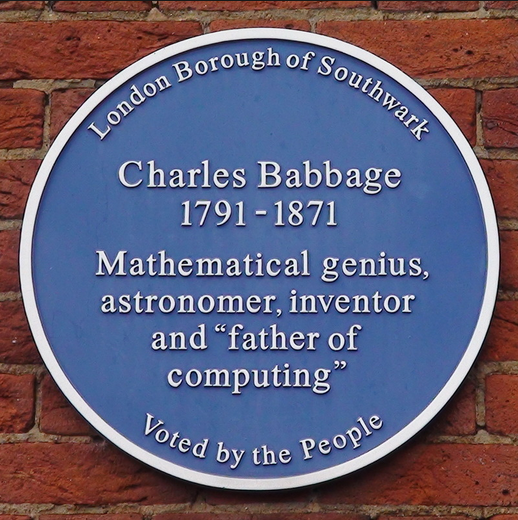 London Borough of Southwark
Charles Babbage
1791-1871
Mathematical genius,
astronomer, inventor
and “father of
computing”
Voted by the People